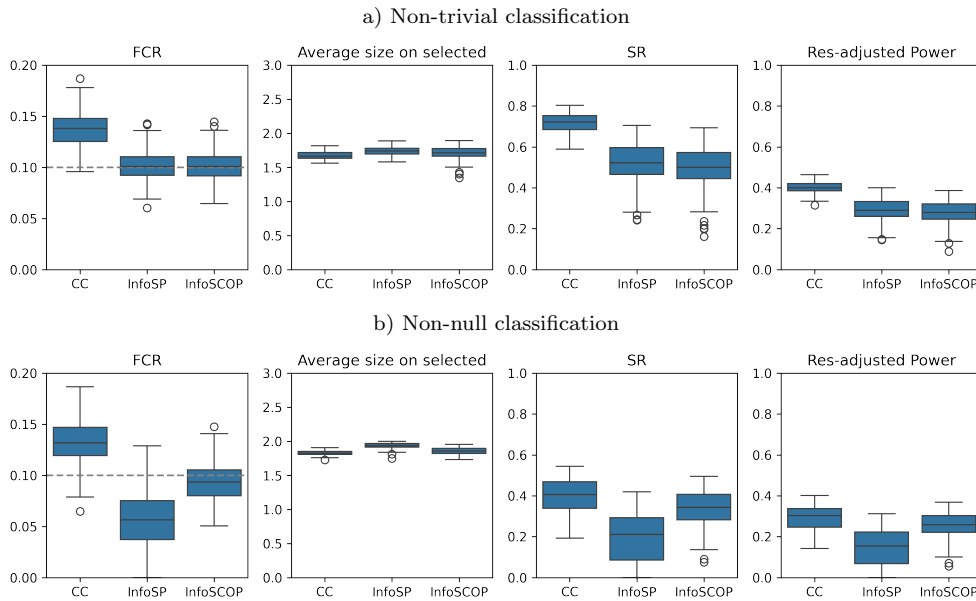 a) Non-trivial classification
FCR
0.20
0.15
0.10
0.05
0.00
CC InfoSP InfoSCOP
Average size on selected
3.0
2.5
2.0
1.5
1.0
0.5
0.0
CC InfoSP InfoSCOP
SR
1.0
0.8
0.6
0.4
0.2
0.0
CC InfoSP InfoSCOP
Res-adjusted Power
1.0
0.8
0.6
0.4
0.2
0.0
CC InfoSP InfoSCOP
b) Non-null classification
FCR
0.20
0.15
0.10
0.05
0.00
CC InfoSP InfoSCOP
Average size on selected
3.0
2.5
2.0
1.5
1.0
0.5
0.0
CC InfoSP InfoSCOP
SR
1.0
0.8
0.6
0.4
0.2
0.0
CC InfoSP InfoSCOP
Res-adjusted Power
1.0
0.8
0.6
0.4
0.2
0.0
CC InfoSP InfoSCOP